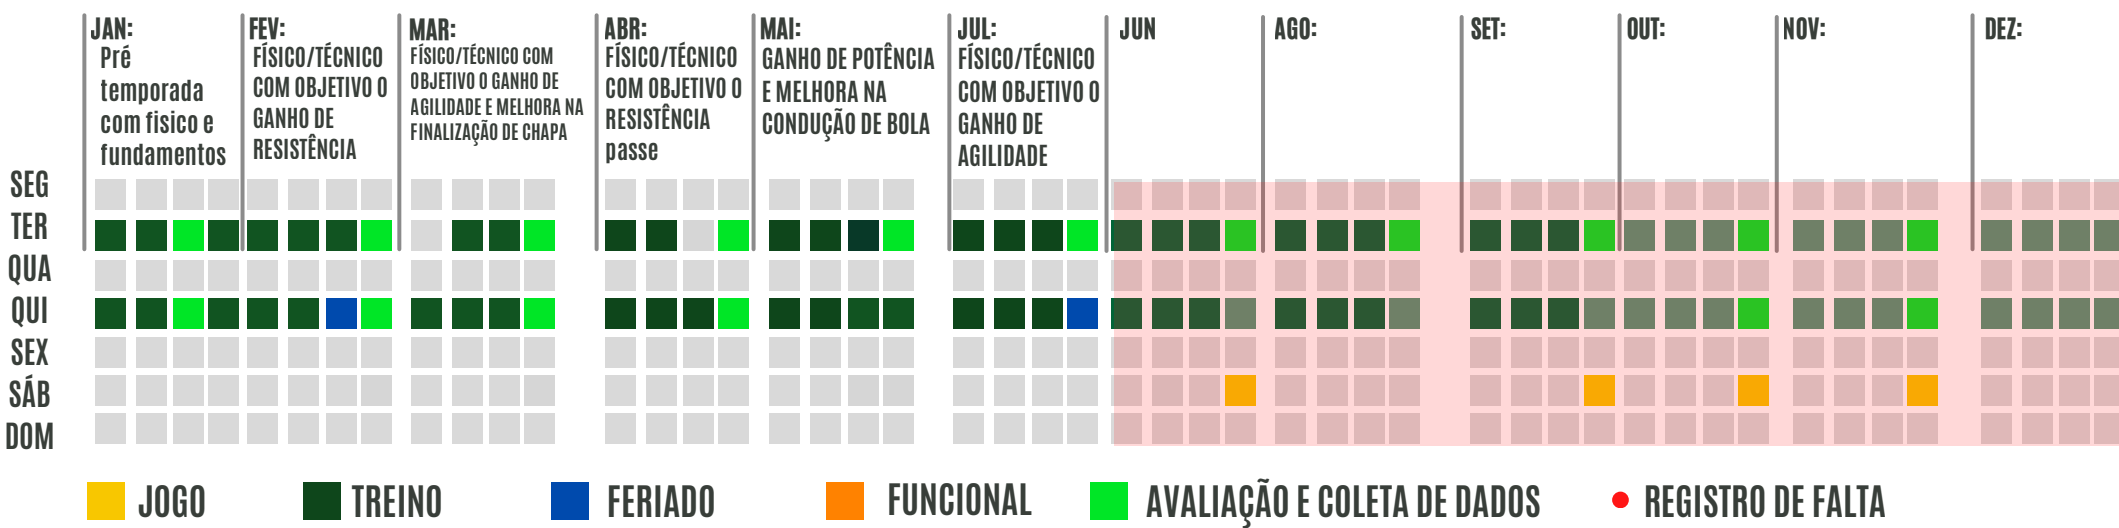 JAN:
Pré
temporada
com fisico e
fundamentos
FEV:
FÍSICO/TÉCNICO
COM OBJETIVO O
GANHO DE
RESISTÊNCIA
MAR:
FÍSICO/TÉCNICO COM
OBJETIVO O GANHO DE
AGILIDADE E MELHORA NA
FINALIZAÇÃO DE CHAPA
ABR:
FÍSICO/TÉCNICO
COM OBJETIVO O
RESISTÊNCIA
passe
MAI:
GANHO DE POTÊNCIA
E MELHORA NA
CONDUÇÃO DE BOLA
JUL:
FÍSICO/TÉCNICO
COM OBJETIVO O
GANHO DE
AGILIDADE
JUN
AGO:
SET:
OUT:
NOV:
DEZ:
SEG
TER
QUA
QUI
SEX
SÁB
DOM
JOGO
TREINO
FERIADO
FUNCIONAL
AVALIAÇÃO E COLETA DE DADOS
REGISTRO DE FALTA